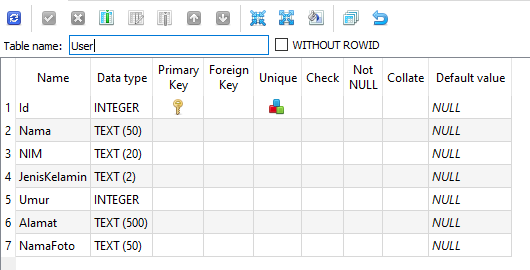 Table name: User WITHOUT ROWID
Name Data type Primary Key Foreign Key Unique Check Not NULL Collate Default value
1 Id INTEGER NULL
2 Nama TEXT (50) NULL
3 NIM TEXT (20) NULL
4 JenisKelamin TEXT (2) NULL
5 Umur INTEGER NULL
6 Alamat TEXT (500) NULL
7 NamaFoto TEXT (50) NULL